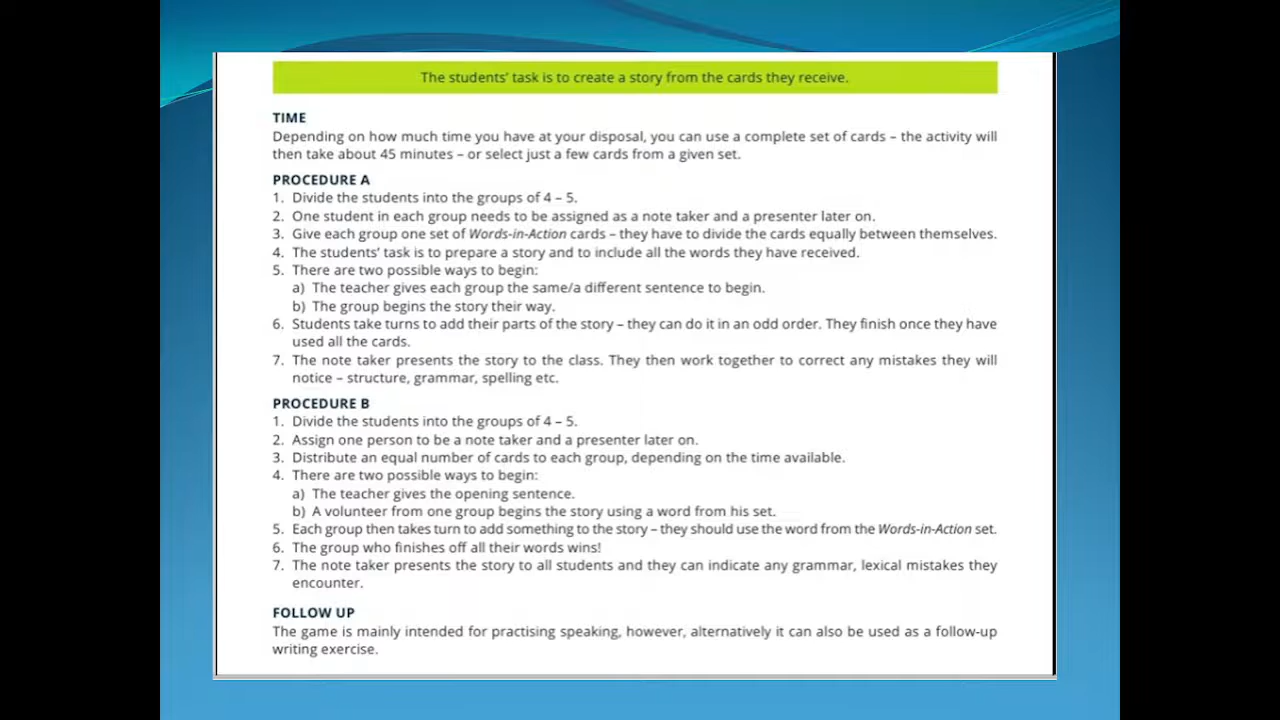 The students' task is to create a story from the cards they receive.
TIME
Depending on how much time you have at your disposal, you can use a complete set of cards – the activity will
then take about 45 minutes – or select just a few cards from a given set.
PROCEDURE A
1. Divide the students into the groups of 4 – 5.
2. One student in each group needs to be assigned as a note taker and a presenter later on.
3. Give each group one set of Words-in-Action cards – they have to divide the cards equally between themselves.
4. The students' task is to prepare a story and to include all the words they have received.
5. There are two possible ways to begin:
a) The teacher gives each group the same/a different sentence to begin.
b) The group begins the story their way.
6. Students take turns to add their parts of the story – they can do it in an odd order. They finish once they have
used all the cards.
7. The note taker presents the story to the class. They then work together to correct any mistakes they will
notice – structure, grammar, spelling etc.
PROCEDURE B
1. Divide the students into the groups of 4 – 5.
2. Assign one person to be a note taker and a presenter later on.
3. Distribute an equal number of cards to each group, depending on the time available.
4. There are two possible ways to begin:
a) The teacher gives the opening sentence.
b) A volunteer from one group begins the story using a word from his set.
5. Each group then takes turn to add something to the story – they should use the word from the Words-in-Action set.
6. The group who finishes off all their words wins!
7. The note taker presents the story to all students and they can indicate any grammar, lexical mistakes they
encounter.
FOLLOW UP
The game is mainly intended for practising speaking, however, alternatively it can also be used as a follow-up
writing exercise.